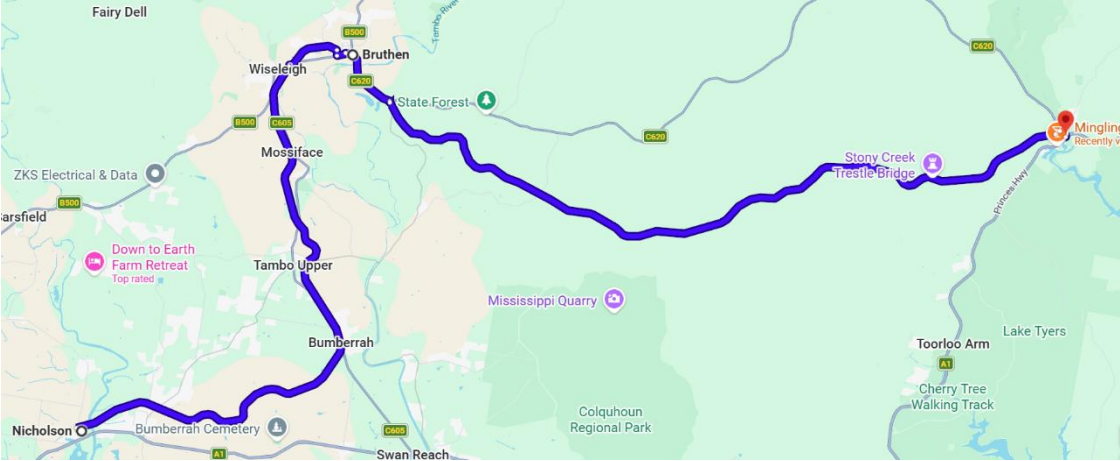 Fairy Dell
B500
Tambo River
C620
Bruthen
Wiseleigh
C620
State Forest
B500
C605
C620
Mingling
Recently v
Mossiface
Stony Creek
Trestle Bridge
ZKS Electrical & Data
Princes Hwy
B500
Sarsfield
Down to Earth
Farm Retreat
Top rated
Tambo Upper
Mississippi Quarry
Lake Tyers
Bumberrah
Toorloo Arm
A1
Cherry Tree
Walking Track
Colquhoun
Regional Park
Nicholson
Bumberrah Cemetery
C605
A1
Swan Reach